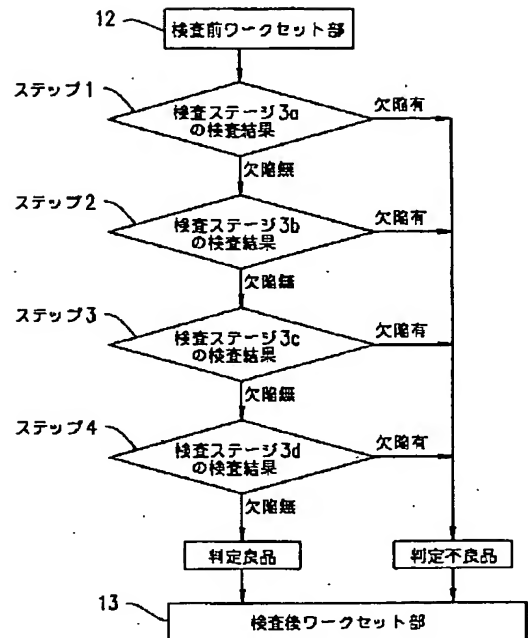 12
検査前ワークセット部
ステップ1
検査ステージ3a
の検査結果
欠陥有
欠陥無
ステップ2
検査ステージ3b
の検査結果
欠陥有
欠陥無
ステップ3
検査ステージ3c
の検査結果
欠陥有
欠陥無
ステップ4
検査ステージ3d
の検査結果
欠陥有
欠陥無
判定良品
判定不良品
13
検査後ワークセット部